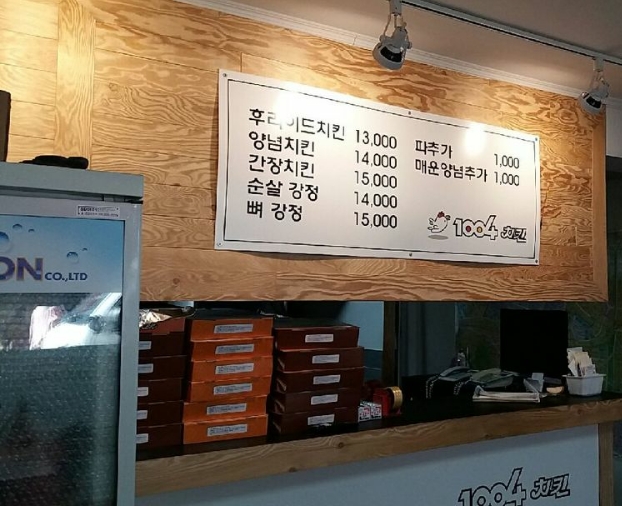 후라이드치킨 13,000
양념치킨 14,000
간장치킨 15,000
순살 강정 14,000
뼈 강정 15,000
파추가 1,000
매운양념추가 1,000
1004 치킨
ON CO.,LTD
1004 치킨